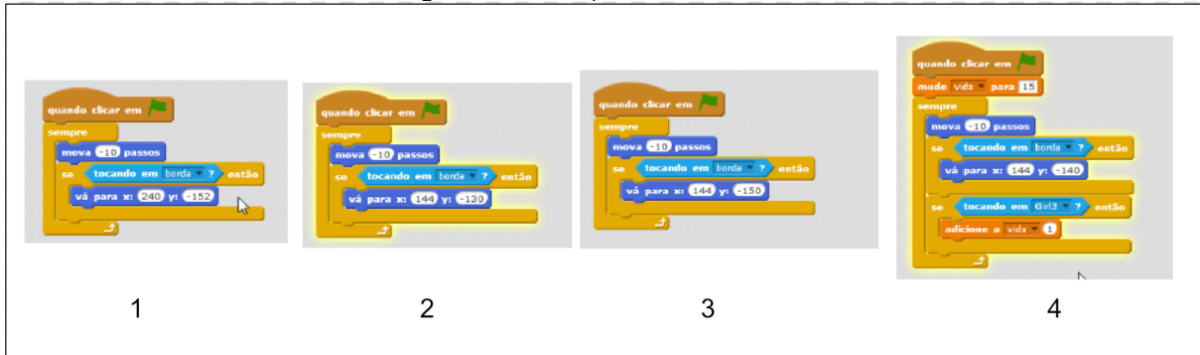 quando clicar em
sempre
mova -10 passos
se tocando em borda ? então
vá para x: 240 y: -152
1
quando clicar em
sempre
mova -10 passos
se tocando em borda ? então
vá para x: 144 y: -130
2
quando clicar em
sempre
mova -10 passos
se tocando em borda ? então
vá para x: 144 y: -150
3
quando clicar em
mude vida para 15
sempre
mova -10 passos
se tocando em borda ? então
vá para x: 144 y: -140
se tocando em Girl3 ? então
adicione a vida 1
4